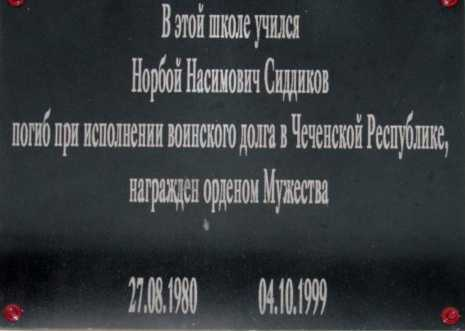 В этой школе учился
Норбой Насимович Сиддиков
погиб при исполнении воинского долга в Чеченской Республике,
награжден орденом Мужества
27.08.1980 04.10.1999